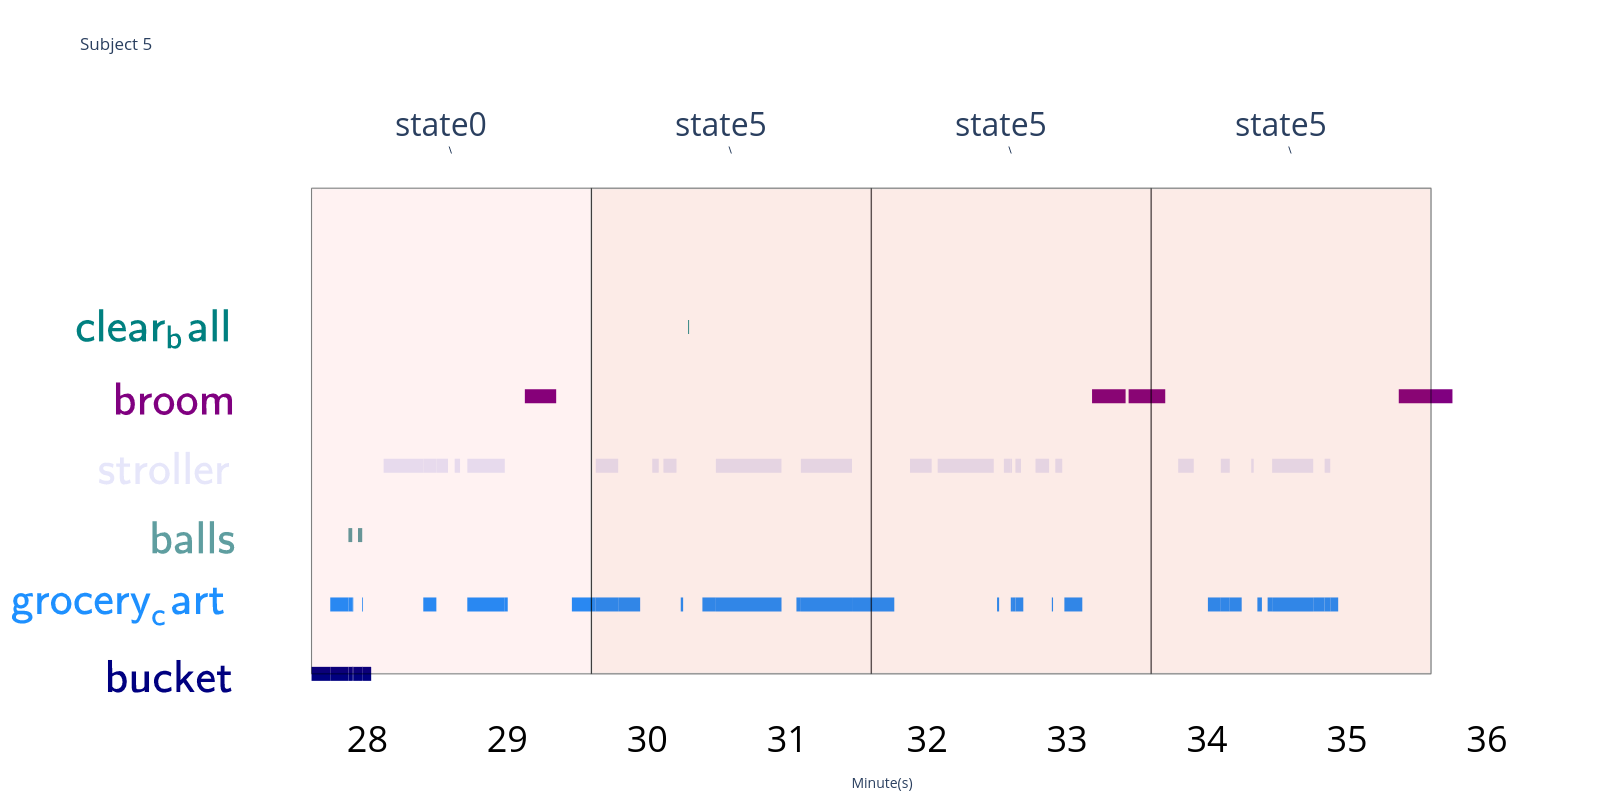 Subject 5
state0 state5 state5 state5
clear_ball
broom
stroller
balls
grocery_cart
bucket
28 29 30 31 32 33 34 35 36
Minute(s)